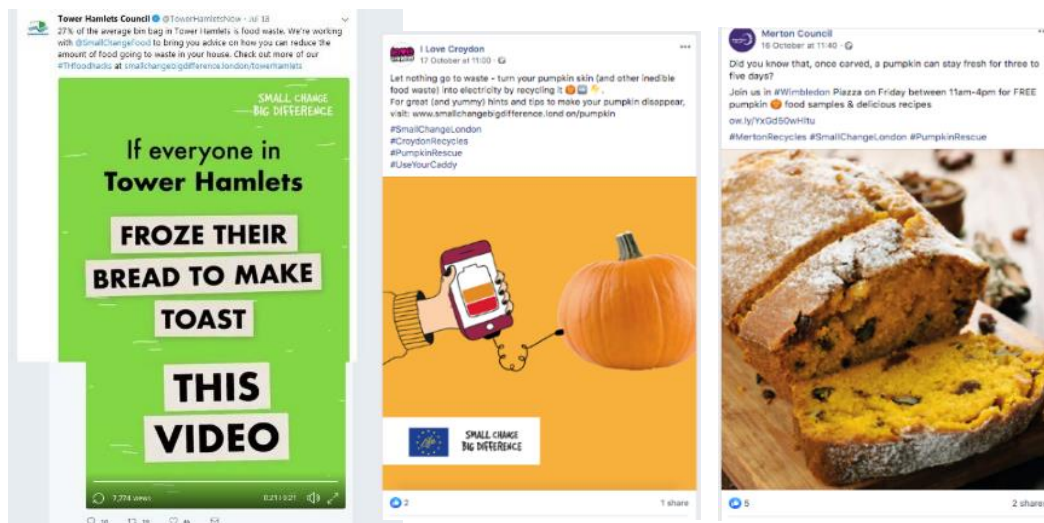 Tower Hamlets Council @TowerHamletsNow · Jul 18
27% of the average bin bag in Tower Hamlets is food waste. We're working
with @SmallChangeFood to bring you advice on how you can reduce the
amount of food going to waste in your house. Check out more of our
#THfoodhacks at smallchangebigdifference.london/towerhamlets
SMALL CHANGE
BIG DIFFERENCE
If everyone in
Tower Hamlets
FROZE THEIR
BREAD TO MAKE
TOAST
THIS
VIDEO
7,274 views
0:21 / 0:21
I Love Croydon
17 October at 11:00
Let nothing go to waste - turn your pumpkin skin (and other inedible
food waste) into electricity by recycling it 🎃➡️⚡.
For great (and yummy) hints and tips to make your pumpkin disappear,
visit: www.smallchangebigdifference.lond on/pumpkin
#SmallChangeLondon
#CroydonRecycles
#PumpkinRescue
#UseYourCaddy
life
SMALL CHANGE
BIG DIFFERENCE
2
1 share
Merton Council
16 October at 11:40
Did you know that, once carved, a pumpkin can stay fresh for three to
five days?
Join us in #Wimbledon Piazza on Friday between 11am-4pm for FREE
pumpkin 🎃 food samples & delicious recipes
ow.ly/YxGd50wHitu
#MertonRecycles #SmallChangeLondon #PumpkinRescue
5
2 shares